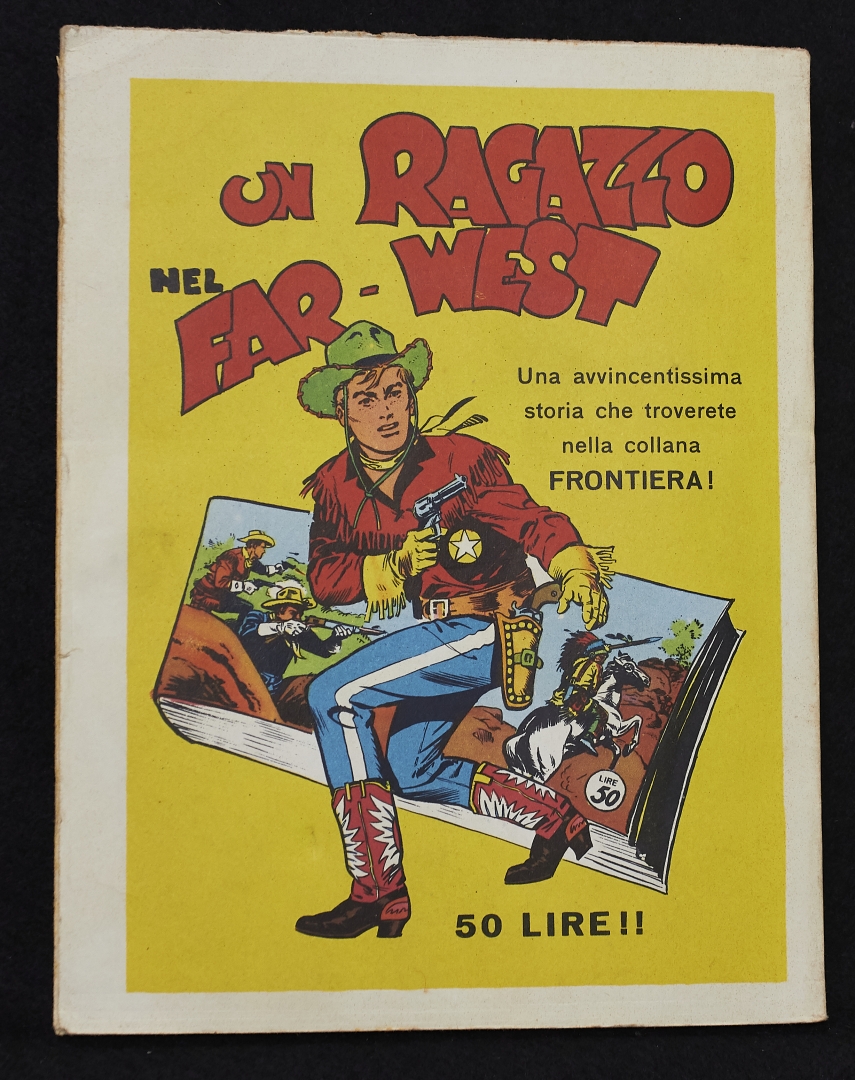 UN RAGAZZO
NEL FAR-WEST
Una avvincentissima
storia che troverete
nella collana
FRONTIERA!
LIRE
50
50 LIRE!!